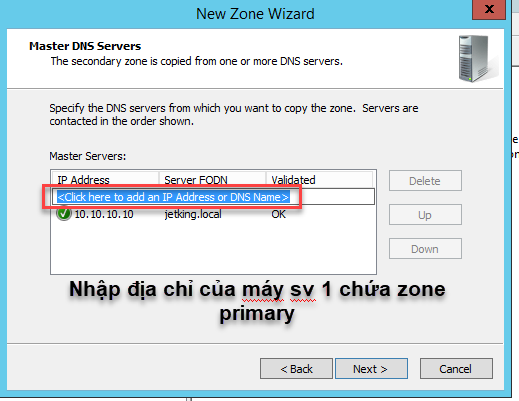 New Zone Wizard
x
Master DNS Servers
The secondary zone is copied from one or more DNS servers.
Specify the DNS servers from which you want to copy the zone. Servers are
contacted in the order shown.
Master Servers:
IP Address Server FQDN Validated
<Click here to add an IP Address or DNS Name>
10.10.10.10 jetking.local OK
Delete
Up
Down
Nhập địa chỉ của máy sv 1 chứa zone
primary
< Back Next > Cancel